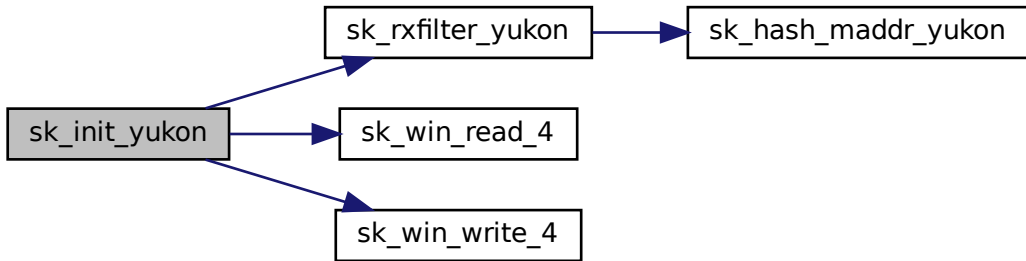 sk_rxfilter_yukon
sk_hash_maddr_yukon
sk_init_yukon
sk_win_read_4
sk_win_write_4